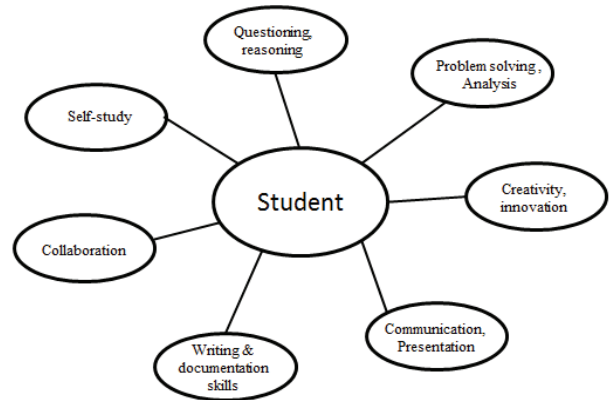 Questioning,
reasoning
Problem solving ,
Analysis
Self-study
Student
Creativity,
innovation
Collaboration
Communication,
Presentation
Writing &
documentation
skills